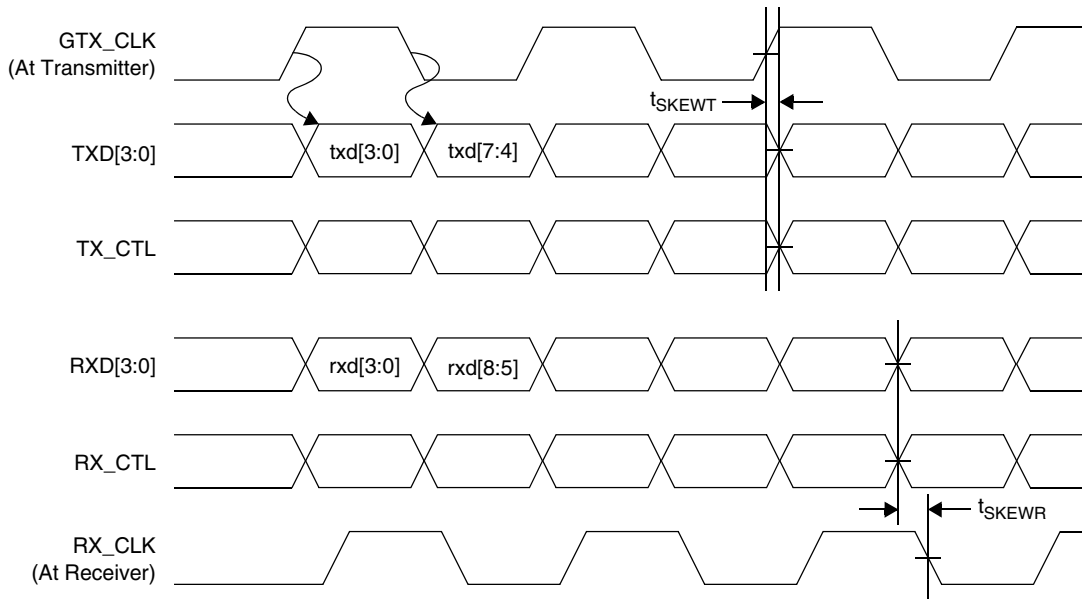 GTX_CLK
(At Transmitter)
tSKEWT
TXD[3:0]
txd[3:0]
txd[7:4]
TX_CTL
RXD[3:0]
rxd[3:0]
rxd[8:5]
RX_CTL
tSKEWR
RX_CLK
(At Receiver)